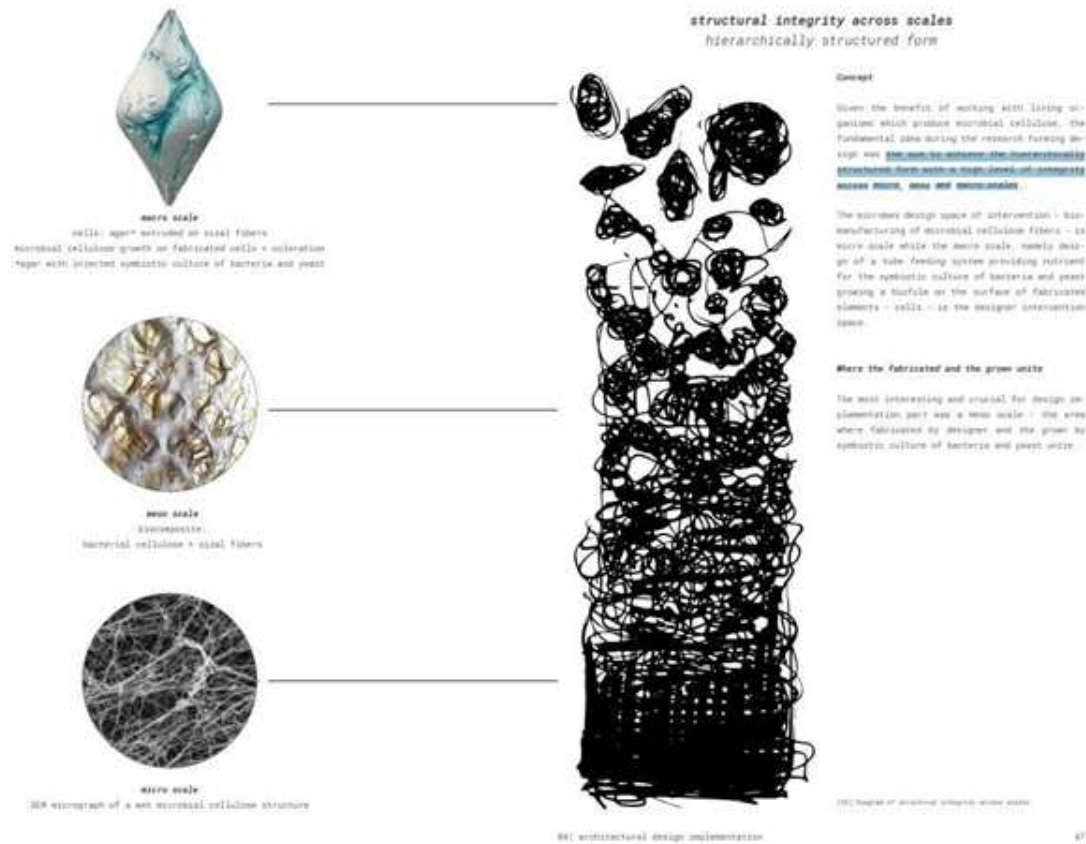 structural integrity across scales
hierarchically structured form
macro scale
cells: agar* extruded on sisal fibers
microbial cellulose growth on fabricated cells + coloration
*agar with injected symbiotic culture of bacteria and yeast
meso scale
biocomposite:
bacterial cellulose + sisal fibers
micro scale
SEM micrograph of a wet microbial cellulose structure
Concept
Given the benefit of working with living or-
ganisms which produce microbial cellulose, the
fundamental idea during the research forming de-
sign was the aim to achieve the hierarchically
structured form with a high level of integrity
across macro, meso and micro scales.
The microbes design space of intervention - bio-
manufacturing of microbial cellulose fibers - is
micro scale while the macro scale, namely desi-
gn of a tube feeding system providing nutrient
for the symbiotic culture of bacteria and yeast
growing a biofilm on the surface of fabricated
elements - cells - is the designer intervention
space.
Where the fabricated and the grown unite
The most interesting and crucial for design im-
plementation part was a meso scale - the area
where fabricated by designer and the grown by
symbiotic culture of bacteria and yeast unite.
Diagram of structural integrity across scales
04| architectural design implementation